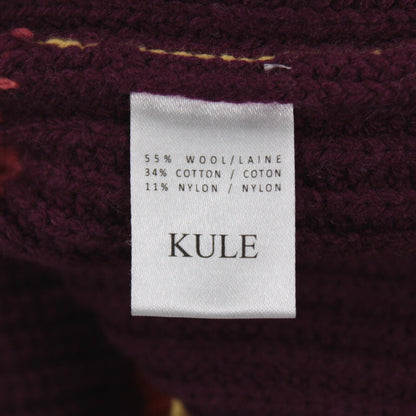 55% WOOL/LAINE
34% COTTON / COTON
11% NYLON / NYLON
KULE